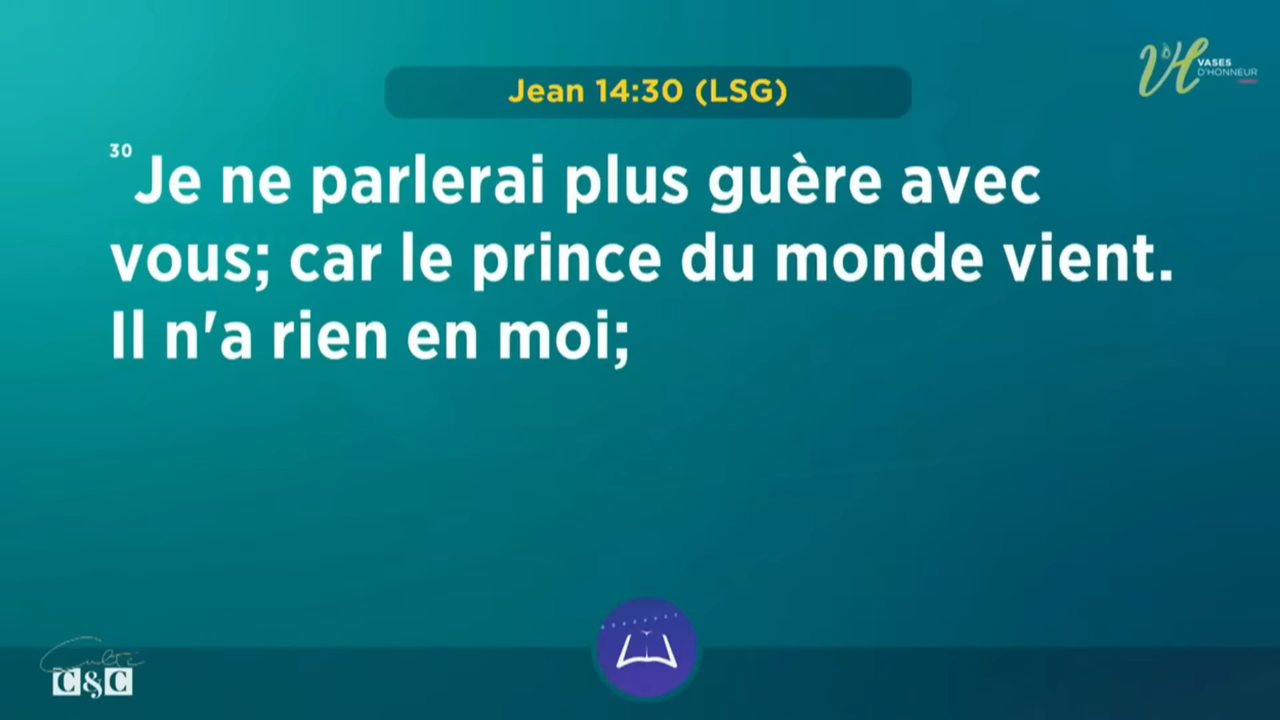 Jean 14:30 (LSG)
VASES
D'HONNEUR
30 Je ne parlerai plus guère avec
vous; car le prince du monde vient.
Il n'a rien en moi;
Culte
C&C